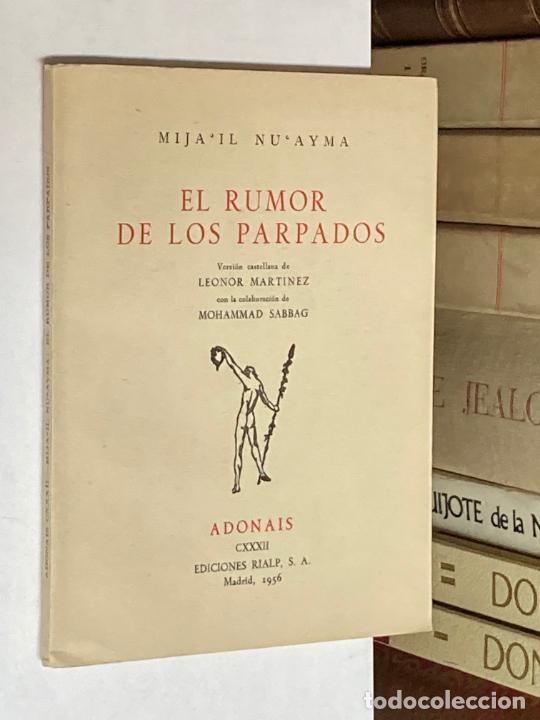 MIJA'IL NU'AYMA
EL RUMOR
DE LOS PARPADOS
Versión castellana de
LEONOR MARTINEZ
con la colaboración de
MOHAMMAD SABBAG
ADONAIS
CXXXII
EDICIONES RIALP, S. A.
Madrid, 1956
ADONAIS CXXXII - MIJA'IL NU'AYMA: EL RUMOR DE LOS PARPADOS
E JEALO
UIJOTE de la
= DO
- DON
todocoleccion